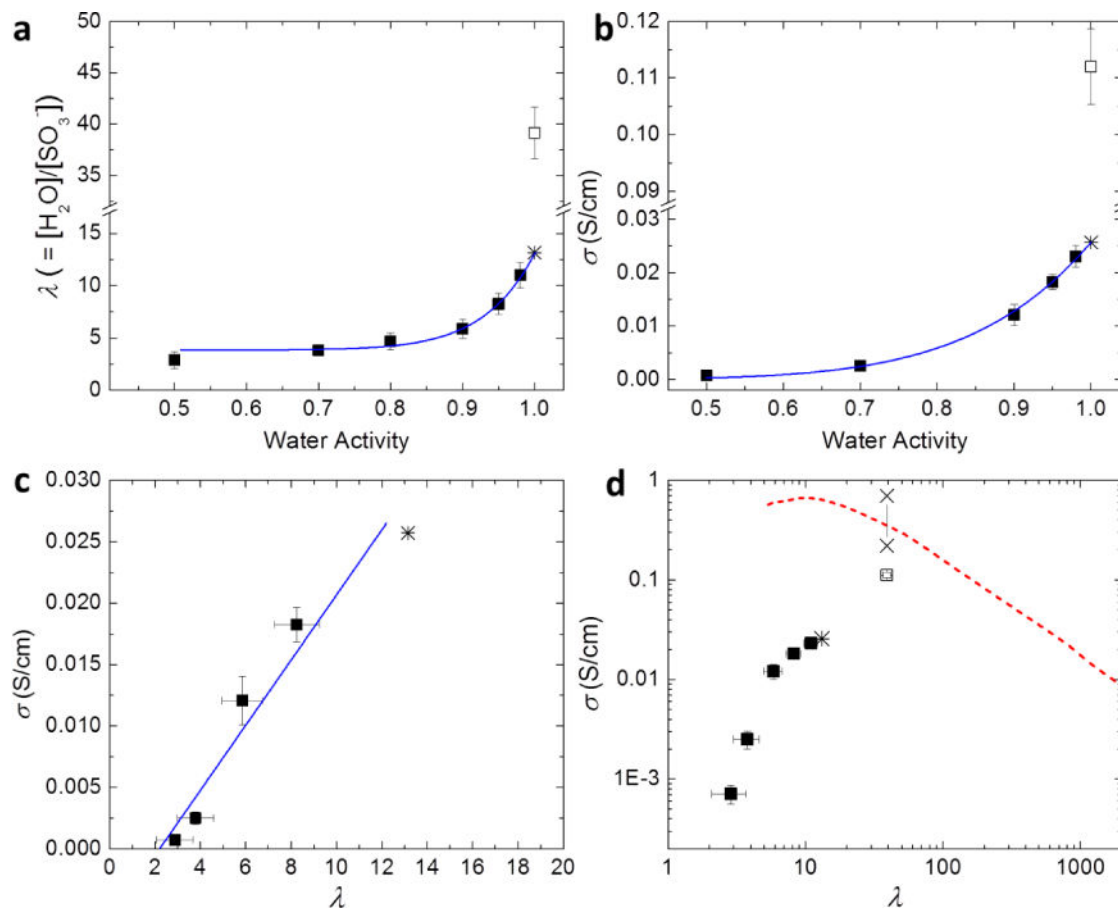 a
50
45
40
35
15
10
5
0
λ ( = [H2O]/[SO3-])
0.5 0.6 0.7 0.8 0.9 1.0
Water Activity
b
0.12
0.11
0.10
0.09
0.03
0.02
0.01
0.00
σ (S/cm)
0.5 0.6 0.7 0.8 0.9 1.0
Water Activity
c
0.030
0.025
0.020
0.015
0.010
0.005
0.000
σ (S/cm)
0 2 4 6 8 10 12 14 16 18 20
λ
d
1
0.1
0.01
1E-3
σ (S/cm)
1 10 100 1000
λ